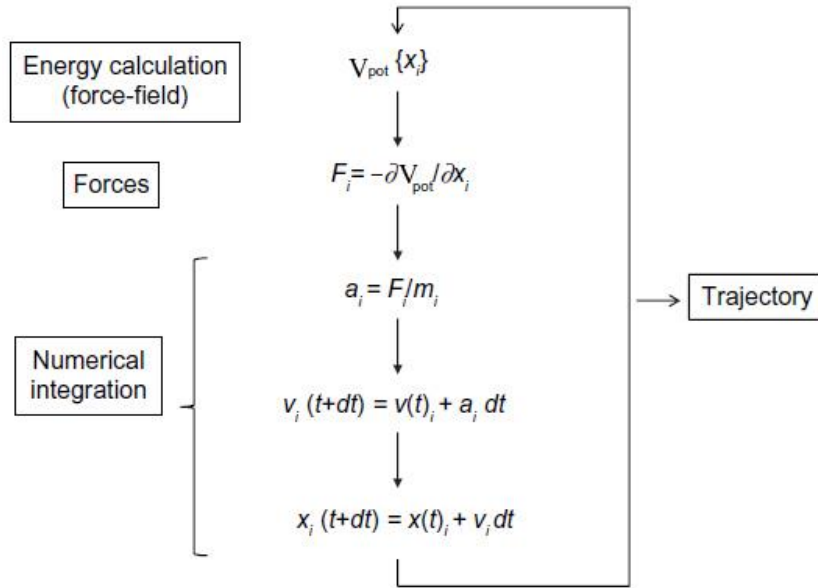 Energy calculation
(force-field)
V_pot {x_i}
Forces
F_i = −∂V_pot/∂x_i
a_i = F_i/m_i
Trajectory
Numerical
integration
v_i (t+dt) = v(t)_i + a_i dt
x_i (t+dt) = x(t)_i + v_i dt